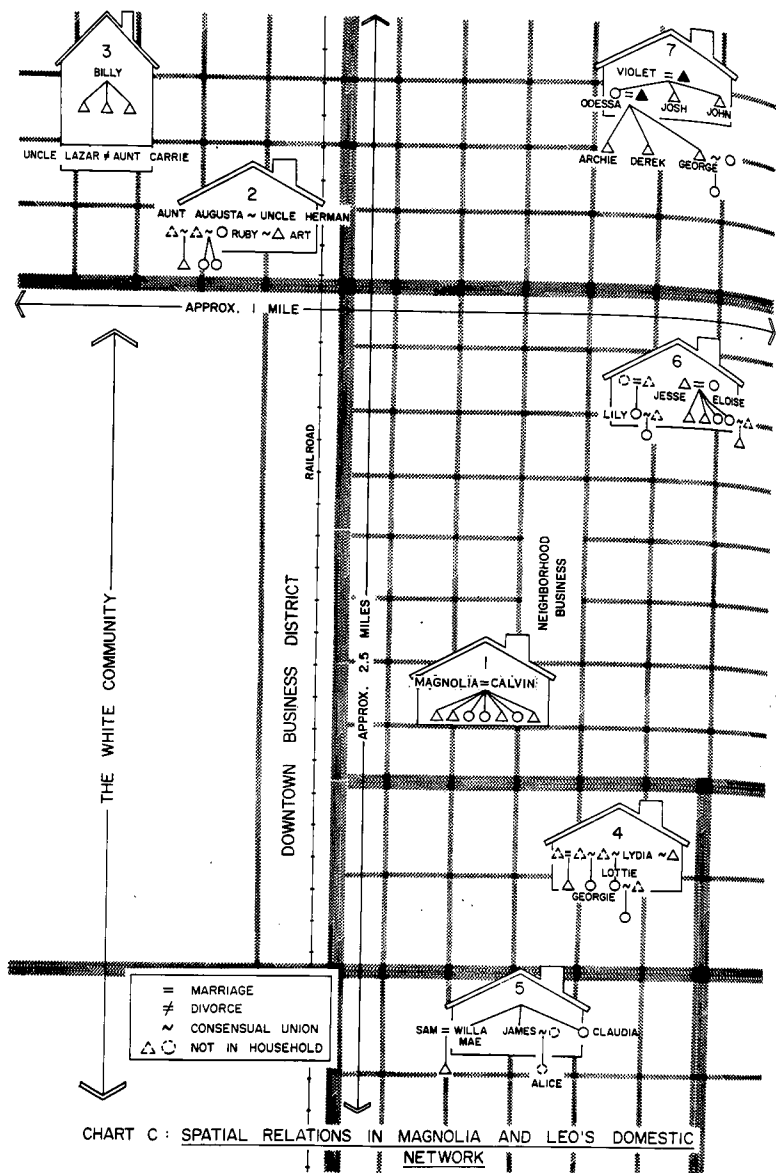 3
BILLY
UNCLE LAZAR ≠ AUNT CARRIE
2
AUNT AUGUSTA ~ UNCLE HERMAN
RUBY ~ ART
7
VIOLET =
ODESSA =
JOSH
JOHN
ARCHIE
DEREK
GEORGE ~
APPROX. 1 MILE
6
JESSE =
ELOISE
LILY
RAILROAD
THE WHITE COMMUNITY
DOWNTOWN BUSINESS DISTRICT
APPROX. 2.5 MILES
NEIGHBORHOOD
BUSINESS
1
MAGNOLIA = CALVIN
4
~ LYDIA ~
LOTTIE
GEORGIE
5
SAM = WILLA
MAE
JAMES ~
CLAUDIA
ALICE
= MARRIAGE
≠ DIVORCE
~ CONSENSUAL UNION
NOT IN HOUSEHOLD
CHART C: SPATIAL RELATIONS IN MAGNOLIA AND LEO'S DOMESTIC
NETWORK